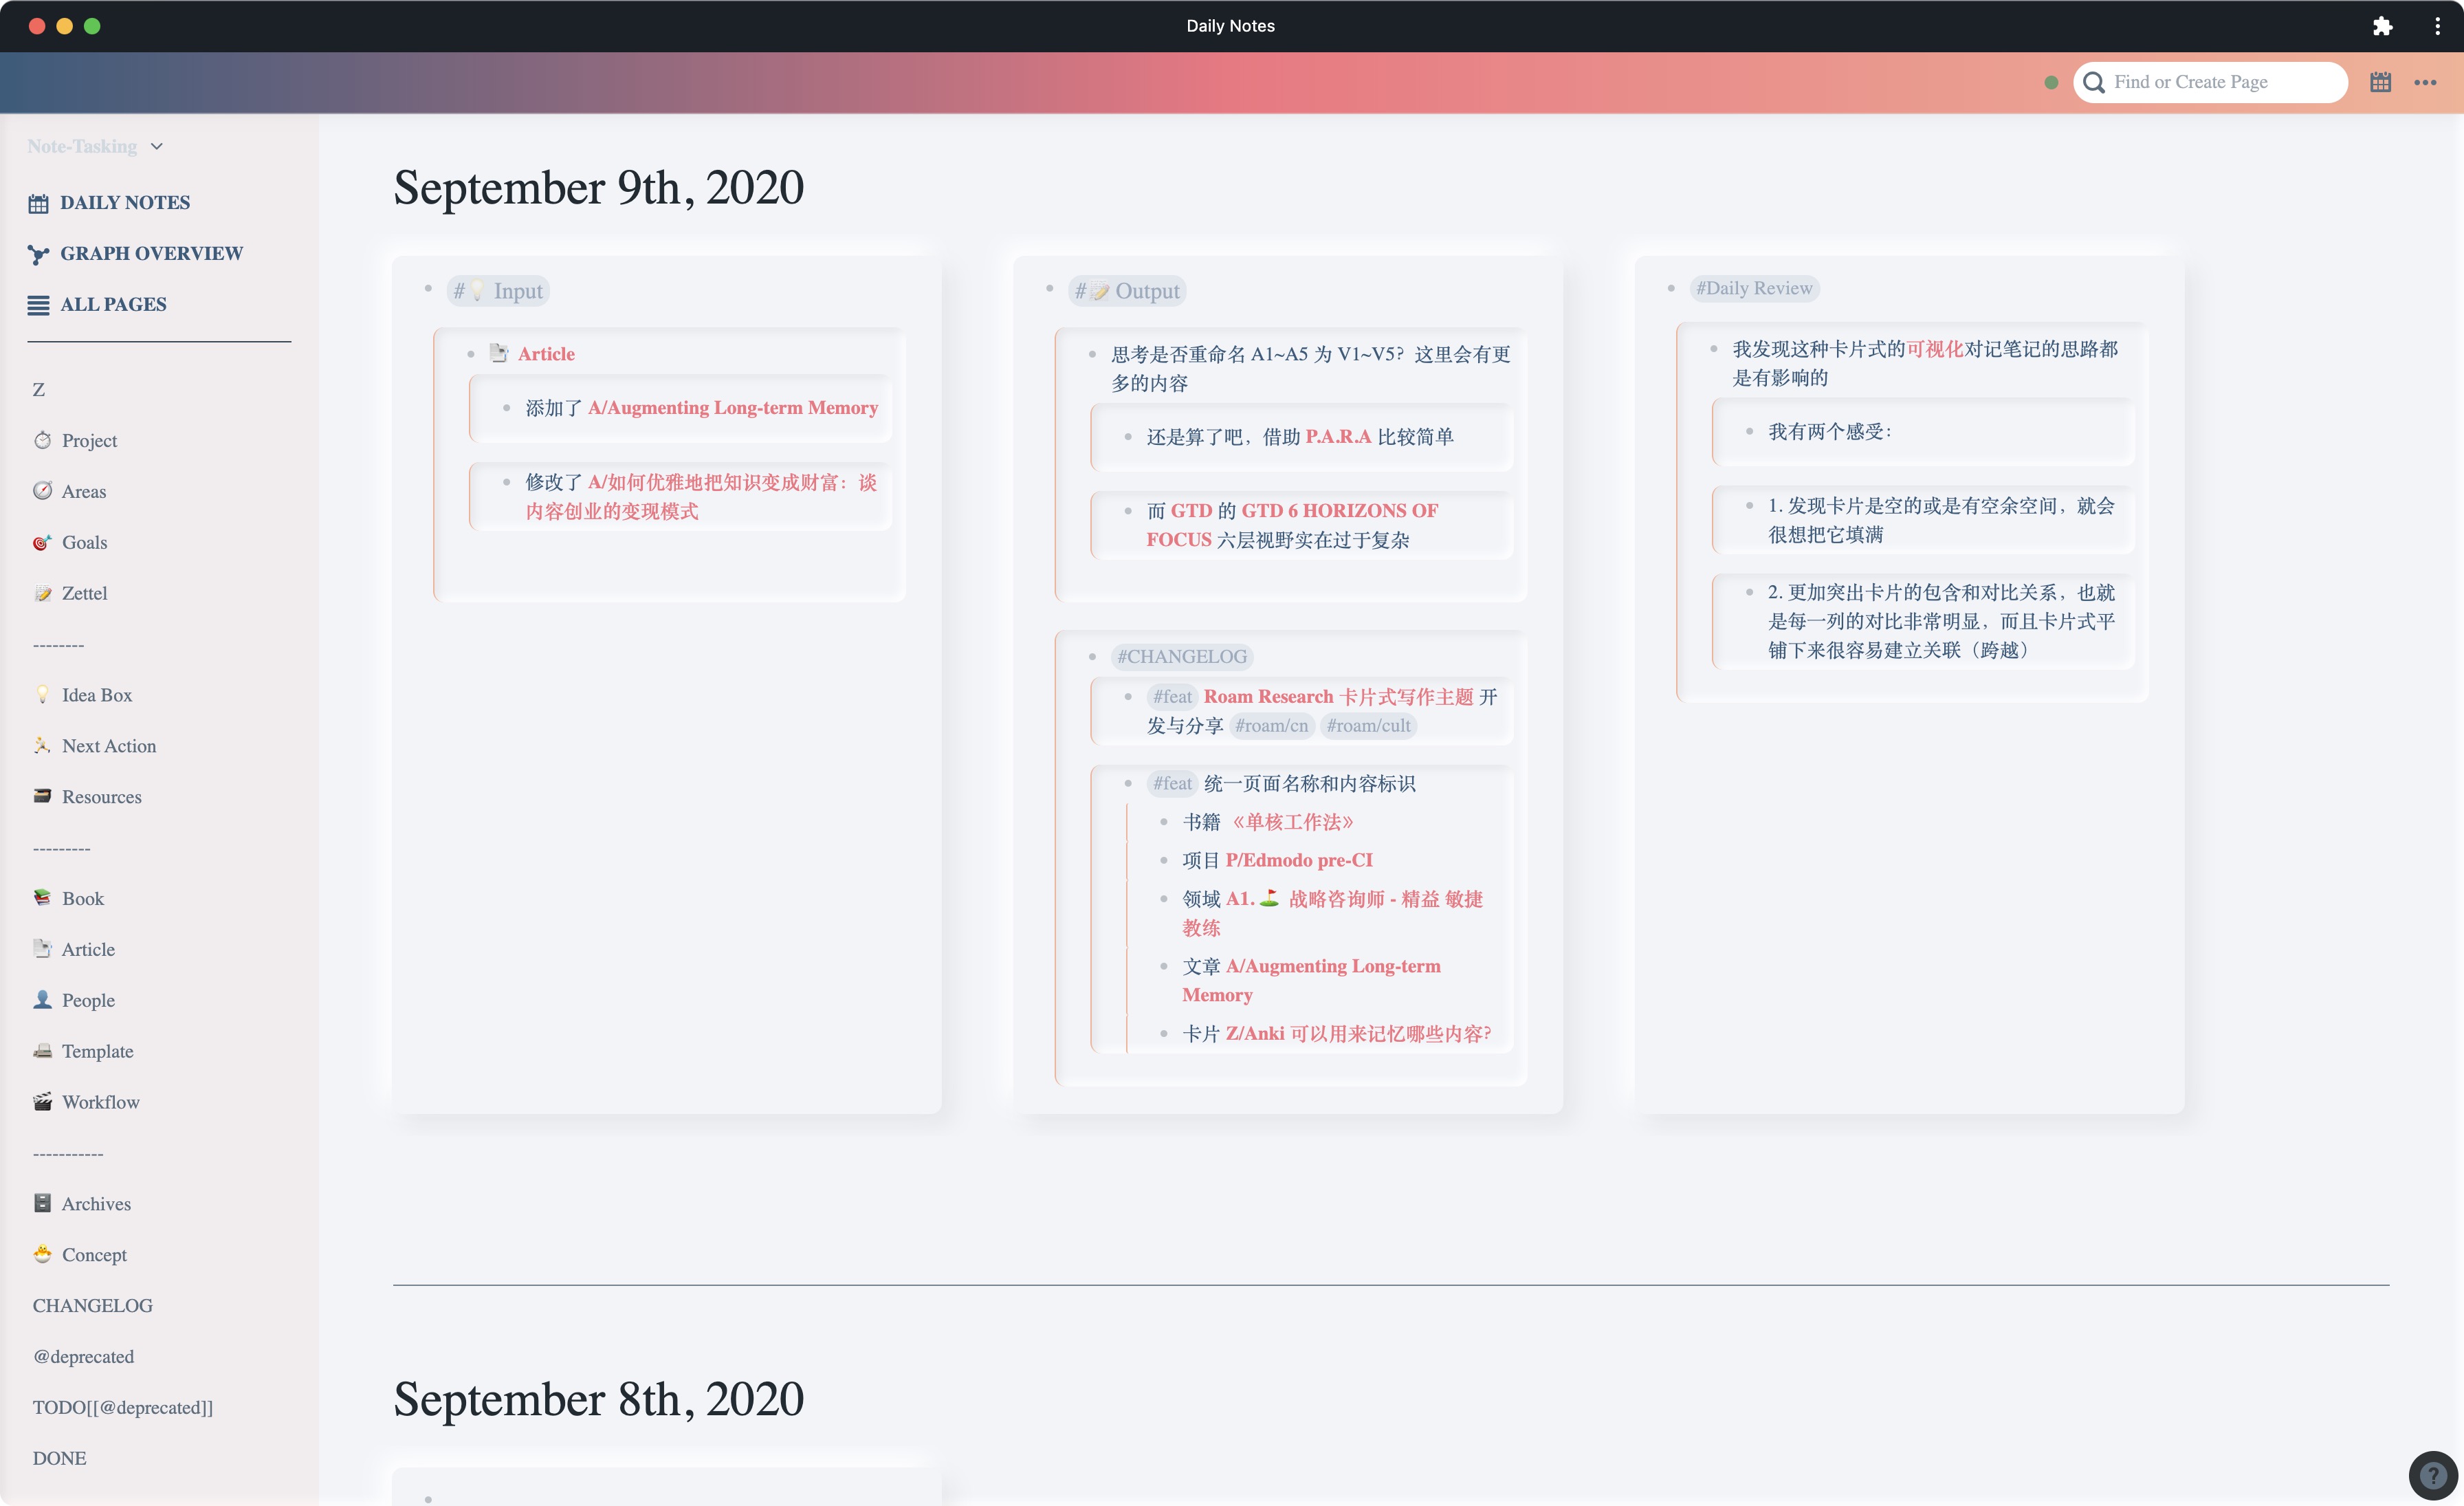 Daily Notes
Find or Create Page
Note-Tasking
DAILY NOTES
GRAPH OVERVIEW
ALL PAGES
Z
Project
Areas
Goals
Zettel
--------
Idea Box
Next Action
Resources
---------
Book
Article
People
Template
Workflow
-----------
Archives
Concept
CHANGELOG
@deprecated
TODO[[@deprecated]]
DONE
September 9th, 2020
#💡 Input
📑 Article
添加了 A/Augmenting Long-term Memory
修改了 A/如何优雅地把知识变成财富：谈
内容创业的变现模式
#📝 Output
思考是否重命名 A1~A5 为 V1~V5？这里会有更
多的内容
还是算了吧，借助 P.A.R.A 比较简单
而 GTD 的 GTD 6 HORIZONS OF
FOCUS 六层视野实在过于复杂
#CHANGELOG
#feat Roam Research 卡片式写作主题 开
发与分享 #roam/cn #roam/cult
#feat 统一页面名称和内容标识
书籍 《单核工作法》
项目 P/Edmodo pre-CI
领域 A1.⛳ 战略咨询师 - 精益 敏捷
教练
文章 A/Augmenting Long-term
Memory
卡片 Z/Anki 可以用来记忆哪些内容?
#Daily Review
我发现这种卡片式的可视化对记笔记的思路都
是有影响的
我有两个感受：
1. 发现卡片是空的或是有空余空间，就会
很想把它填满
2. 更加突出卡片的包含和对比关系，也就
是每一列的对比非常明显，而且卡片式平
铺下来很容易建立关联（跨越）
September 8th, 2020